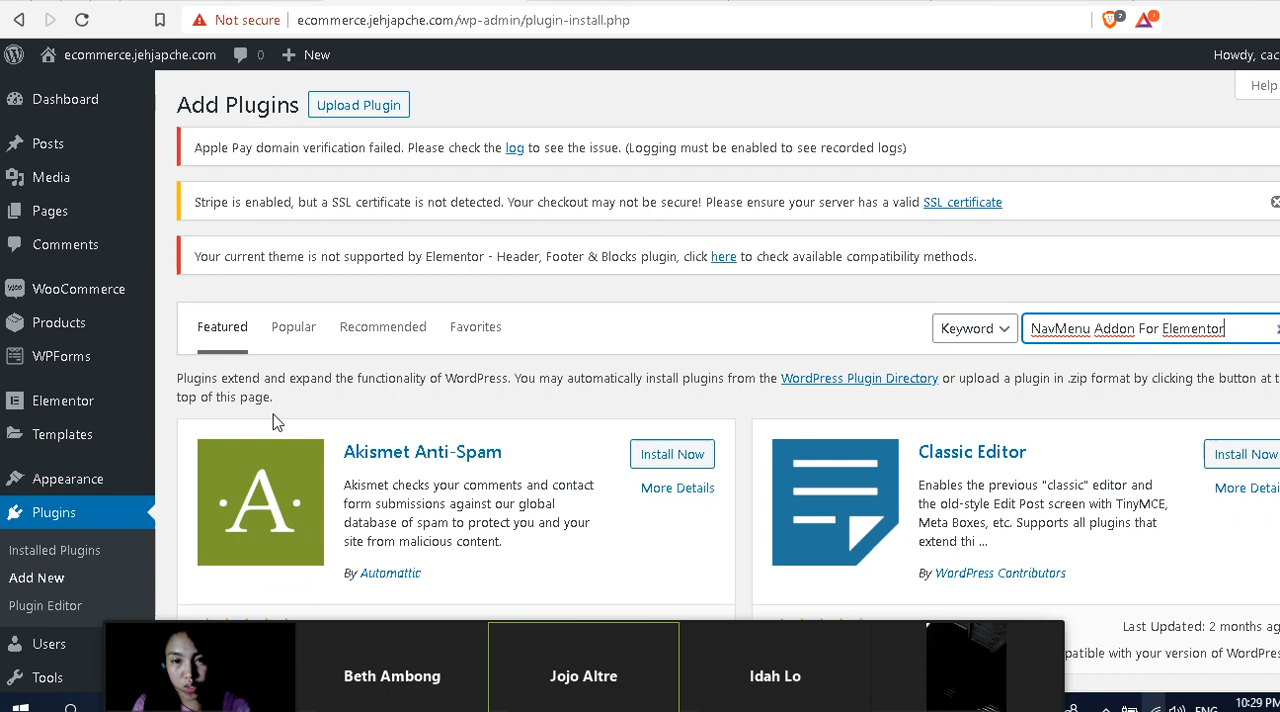 Not secure ecommerce.jehjapche.com/wp-admin/plugin-install.php
ecommerce.jehjapche.com 0 New Howdy, cac
Help
Dashboard
Posts
Media
Pages
Comments
WooCommerce
Products
WPForms
Elementor
Templates
Appearance
Plugins
Installed Plugins
Add New
Plugin Editor
Users
Tools
Add Plugins Upload Plugin
Apple Pay domain verification failed. Please check the log to see the issue. (Logging must be enabled to see recorded logs)
Stripe is enabled, but a SSL certificate is not detected. Your checkout may not be secure! Please ensure your server has a valid SSL certificate
Your current theme is not supported by Elementor - Header, Footer & Blocks plugin, click here to check available compatibility methods.
Featured Popular Recommended Favorites Keyword NavMenu Addon For Elementor
Plugins extend and expand the functionality of WordPress. You may automatically install plugins from the WordPress Plugin Directory or upload a plugin in .zip format by clicking the button at t
top of this page.
A
Akismet Anti-Spam Install Now
More Details
Akismet checks your comments and contact
form submissions against our global
database of spam to protect you and your
site from malicious content.
By Automattic
Classic Editor Install Now
More Detai
Enables the previous "classic" editor and
the old-style Edit Post screen with TinyMCE,
Meta Boxes, etc. Supports all plugins that
extend thi ...
By WordPress Contributors
Last Updated: 2 months ag
patible with your version of WordPress
Beth Ambong Jojo Altre Idah Lo
ENG 10:29 PM